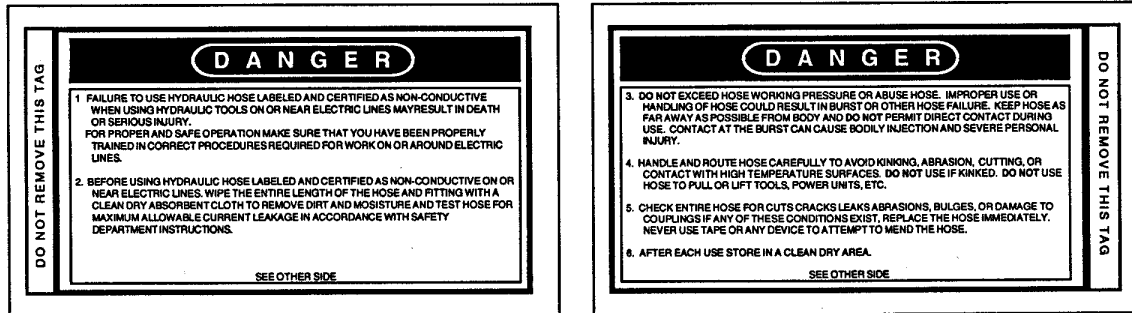 DO NOT REMOVE THIS TAG
DANGER
1 FAILURE TO USE HYDRAULIC HOSE LABELED AND CERTIFIED AS NON-CONDUCTIVE
WHEN USING HYDRAULIC TOOLS ON OR NEAR ELECTRIC LINES MAYRESULT IN DEATH
OR SERIOUS INJURY.
FOR PROPER AND SAFE OPERATION MAKE SURE THAT YOU HAVE BEEN PROPERLY
TRAINED IN CORRECT PROCEDURES REQUIRED FOR WORK ON OR AROUND ELECTRIC
LINES.
2. BEFORE USING HYDRAULIC HOSE LABELED AND CERTIFIED AS NON-CONDUCTIVE ON OR
NEAR ELECTRIC LINES. WIPE THE ENTIRE LENGTH OF THE HOSE AND FITTING WITH A
CLEAN DRY ABSORBENT CLOTH TO REMOVE DIRT AND MOSISTURE AND TEST HOSE FOR
MAXIMUM ALLOWABLE CURRENT LEAKAGE IN ACCORDANCE WITH SAFETY
DEPARTMENT INSTRUCTIONS.
SEE OTHER SIDE
DANGER
3. DO NOT EXCEED HOSE WORKING PRESSURE OR ABUSE HOSE. IMPROPER USE OR
HANDLING OF HOSE COULD RESULT IN BURST OR OTHER HOSE FAILURE. KEEP HOSE AS
FAR AWAY AS POSSIBLE FROM BODY AND DO NOT PERMIT DIRECT CONTACT DURING
USE. CONTACT AT THE BURST CAN CAUSE BODILY INJECTION AND SEVERE PERSONAL
INJURY.
4. HANDLE AND ROUTE HOSE CAREFULLY TO AVOID KINKING, ABRASION, CUTTING, OR
CONTACT WITH HIGH TEMPERATURE SURFACES. DO NOT USE IF KINKED. DO NOT USE
HOSE TO PULL OR LIFT TOOLS, POWER UNITS, ETC.
5. CHECK ENTIRE HOSE FOR CUTS CRACKS LEAKS ABRASIONS, BULGES, OR DAMAGE TO
COUPLINGS IF ANY OF THESE CONDITIONS EXIST, REPLACE THE HOSE IMMEDIATELY.
NEVER USE TAPE OR ANY DEVICE TO ATTEMPT TO MEND THE HOSE.
6. AFTER EACH USE STORE IN A CLEAN DRY AREA.
SEE OTHER SIDE
DO NOT REMOVE THIS TAG